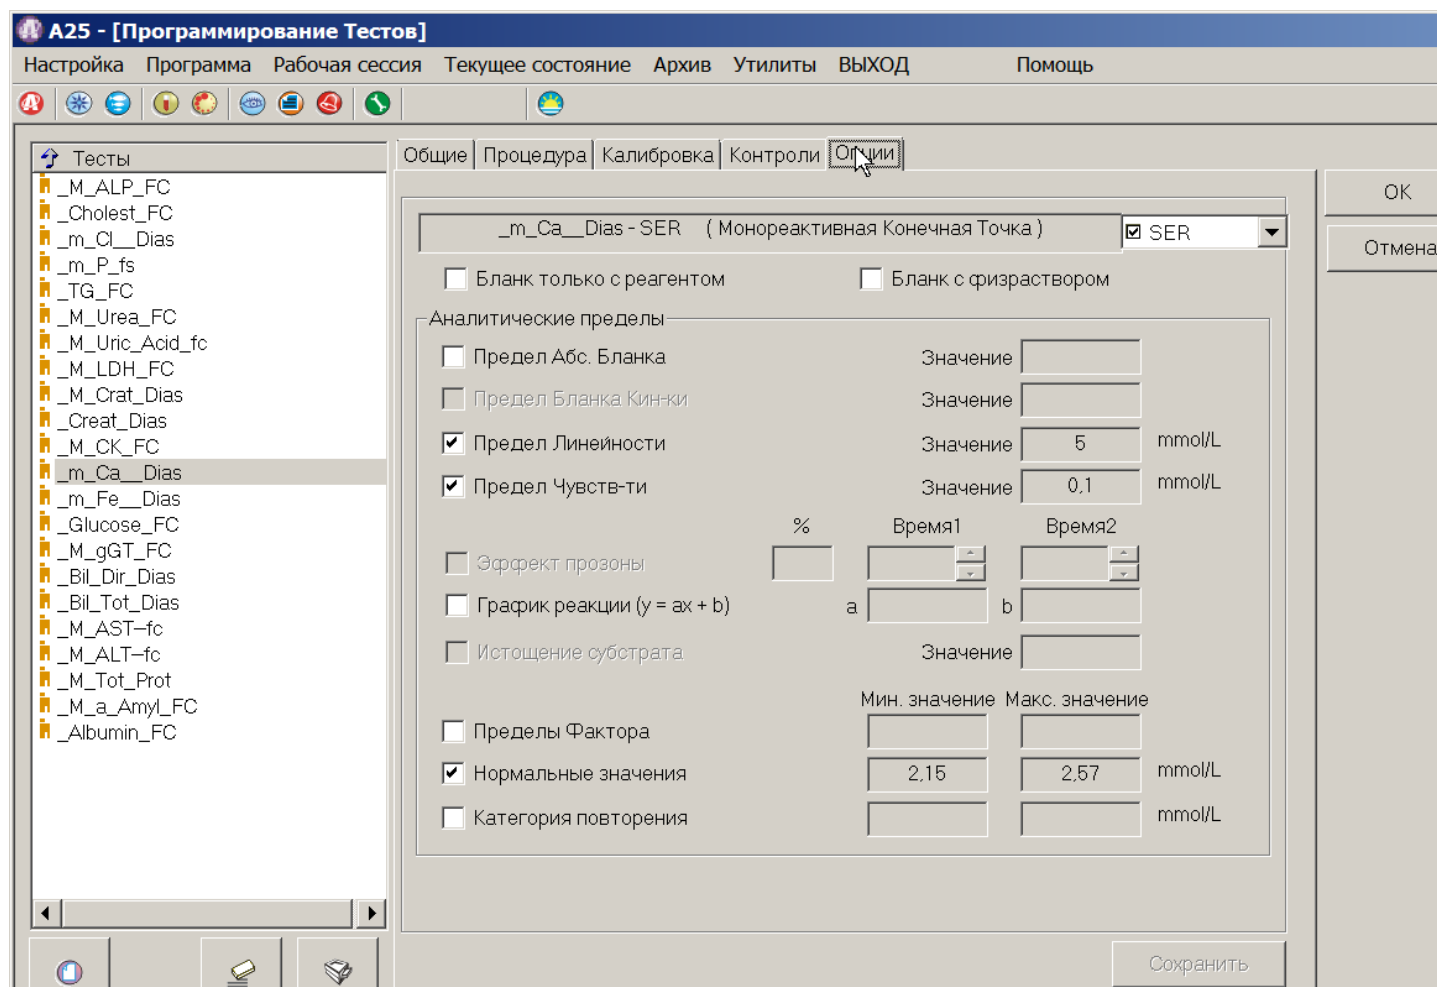 A25 - [Программирование Тестов]
Настройка Программа Рабочая сессия Текущее состояние Архив Утилиты ВЫХОД Помощь
Тесты
_M_ALP_FC
_Cholest_FC
_m_Cl__Dias
_m_P_fs
_TG_FC
_M_Urea_FC
_M_Uric_Acid_fc
_M_LDH_FC
_M_Crat_Dias
_Creat_Dias
_M_CK_FC
_m_Ca__Dias
_m_Fe__Dias
_Glucose_FC
_M_gGT_FC
_Bil_Dir_Dias
_Bil_Tot_Dias
_M_AST-fc
_M_ALT-fc
_M_Tot_Prot
_M_a_Amyl_FC
_Albumin_FC
Общие Процедура Калибровка Контроли Опции
_m_Ca__Dias - SER ( Монореактивная Конечная Точка ) SER
Бланк только с реагентом Бланк с физраствором
Аналитические пределы
Предел Абс. Бланка Значение
Предел Бланка Кин-ки Значение
Предел Линейности Значение 5 mmol/L
Предел Чувств-ти Значение 0,1 mmol/L
% Время1 Время2
Эффект прозоны
График реакции (y = ax + b) a b
Истощение субстрата Значение
Мин. значение Макс. значение
Пределы Фактора
Нормальные значения 2,15 2,57 mmol/L
Категория повторения mmol/L
Сохранить
OK
Отмена